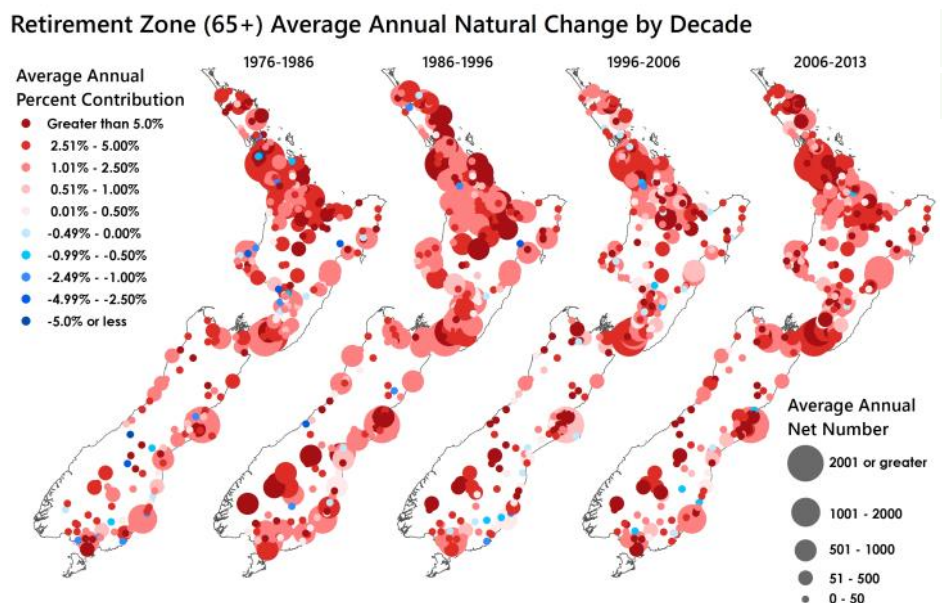 Retirement Zone (65+) Average Annual Natural Change by Decade
Average Annual
Percent Contribution
Greater than 5.0%
2.51% - 5.00%
1.01% - 2.50%
0.51% - 1.00%
0.01% - 0.50%
-0.49% - 0.00%
-0.99% - -0.50%
-2.49% - -1.00%
-4.99% - -2.50%
-5.0% or less
1976-1986
1986-1996
1996-2006
2006-2013
Average Annual
Net Number
2001 or greater
1001 - 2000
501 - 1000
51 - 500
0 - 50